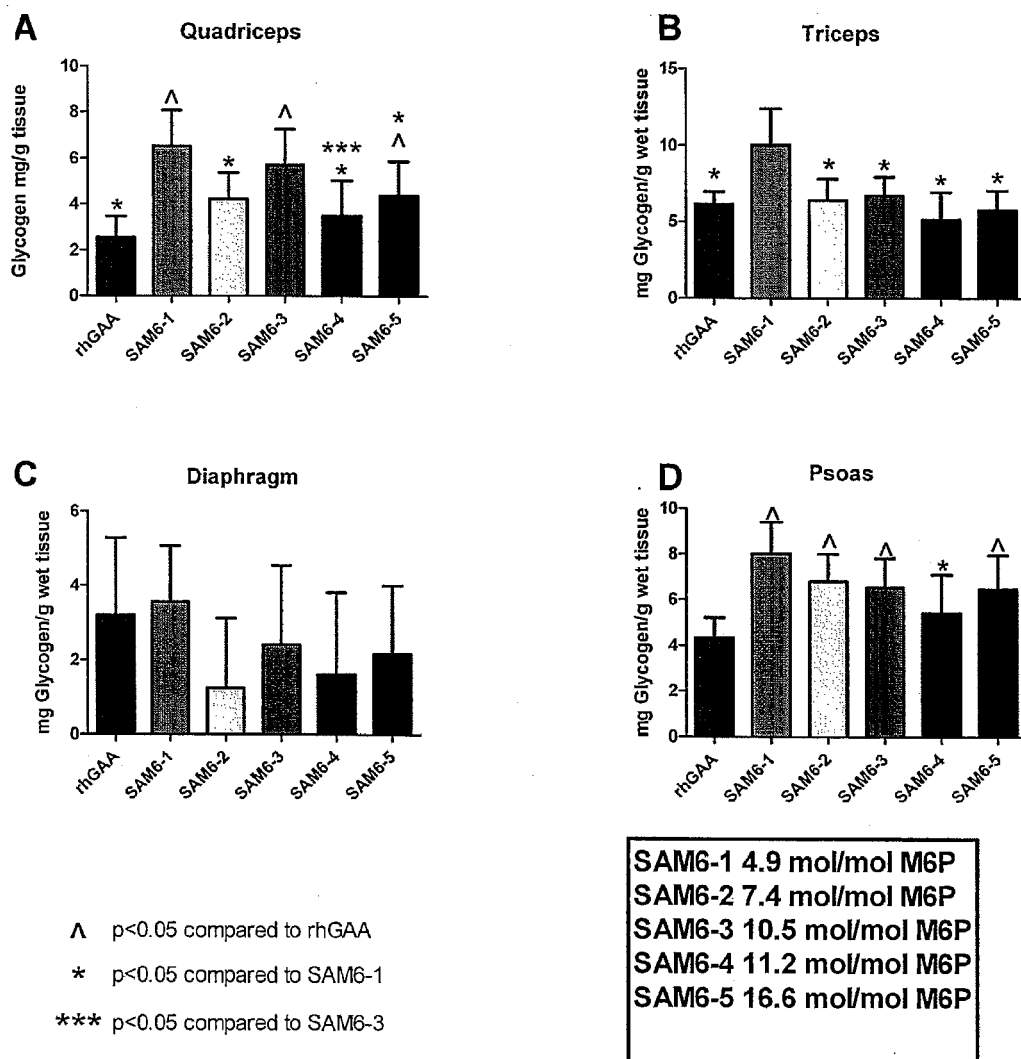 A
Quadriceps
Glycogen mg/g tissue
10
8
6
4
2
0
*
^
*
^
***
*
*
^
rhGAA
SAM6-1
SAM6-2
SAM6-3
SAM6-4
SAM6-5
B
Triceps
mg Glycogen/g wet tissue
15
10
5
0
*
*
*
*
*
rhGAA
SAM6-1
SAM6-2
SAM6-3
SAM6-4
SAM6-5
C
Diaphragm
mg Glycogen/g wet tissue
6
4
2
0
rhGAA
SAM6-1
SAM6-2
SAM6-3
SAM6-4
SAM6-5
D
Psoas
mg Glycogen/g wet tissue
10
8
6
4
2
0
^
^
^
*
^
rhGAA
SAM6-1
SAM6-2
SAM6-3
SAM6-4
SAM6-5
^ p<0.05 compared to rhGAA
* p<0.05 compared to SAM6-1
*** p<0.05 compared to SAM6-3
SAM6-1 4.9 mol/mol M6P
SAM6-2 7.4 mol/mol M6P
SAM6-3 10.5 mol/mol M6P
SAM6-4 11.2 mol/mol M6P
SAM6-5 16.6 mol/mol M6P